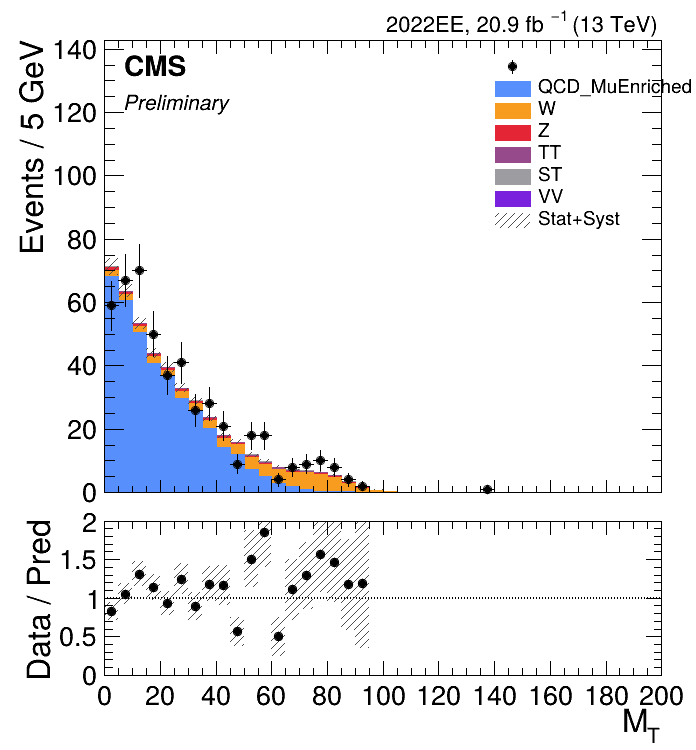 2022EE, 20.9 fb ⁻¹ (13 TeV)
Events / 5 GeV
140
120
100
80
60
40
20
0
CMS
Preliminary
QCD_MuEnriched
W
Z
TT
ST
VV
Stat+Syst
Data / Pred
2
1.5
1
0.5
0
0 20 40 60 80 100 120 140 160 180 200
M_T